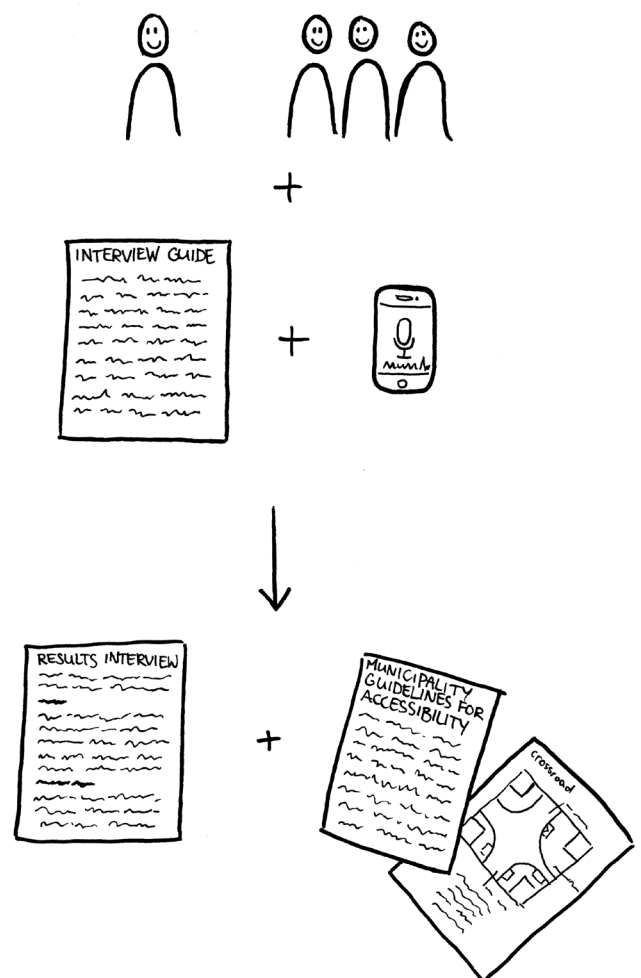 INTERVIEW GUIDE
RESULTS INTERVIEW
MUNICIPALITY
GUIDELINES FOR
ACCESSIBILITY
crossroad